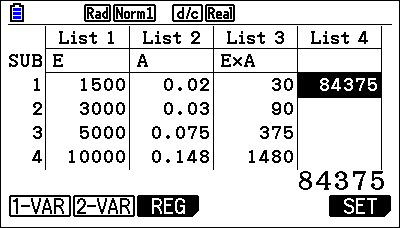 Rad Norm1 d/c Real
List 1 List 2 List 3 List 4
SUB E A E×A
1 1500 0.02 30 84375
2 3000 0.03 90
3 5000 0.075 375
4 10000 0.148 1480
84375
1-VAR 2-VAR REG SET